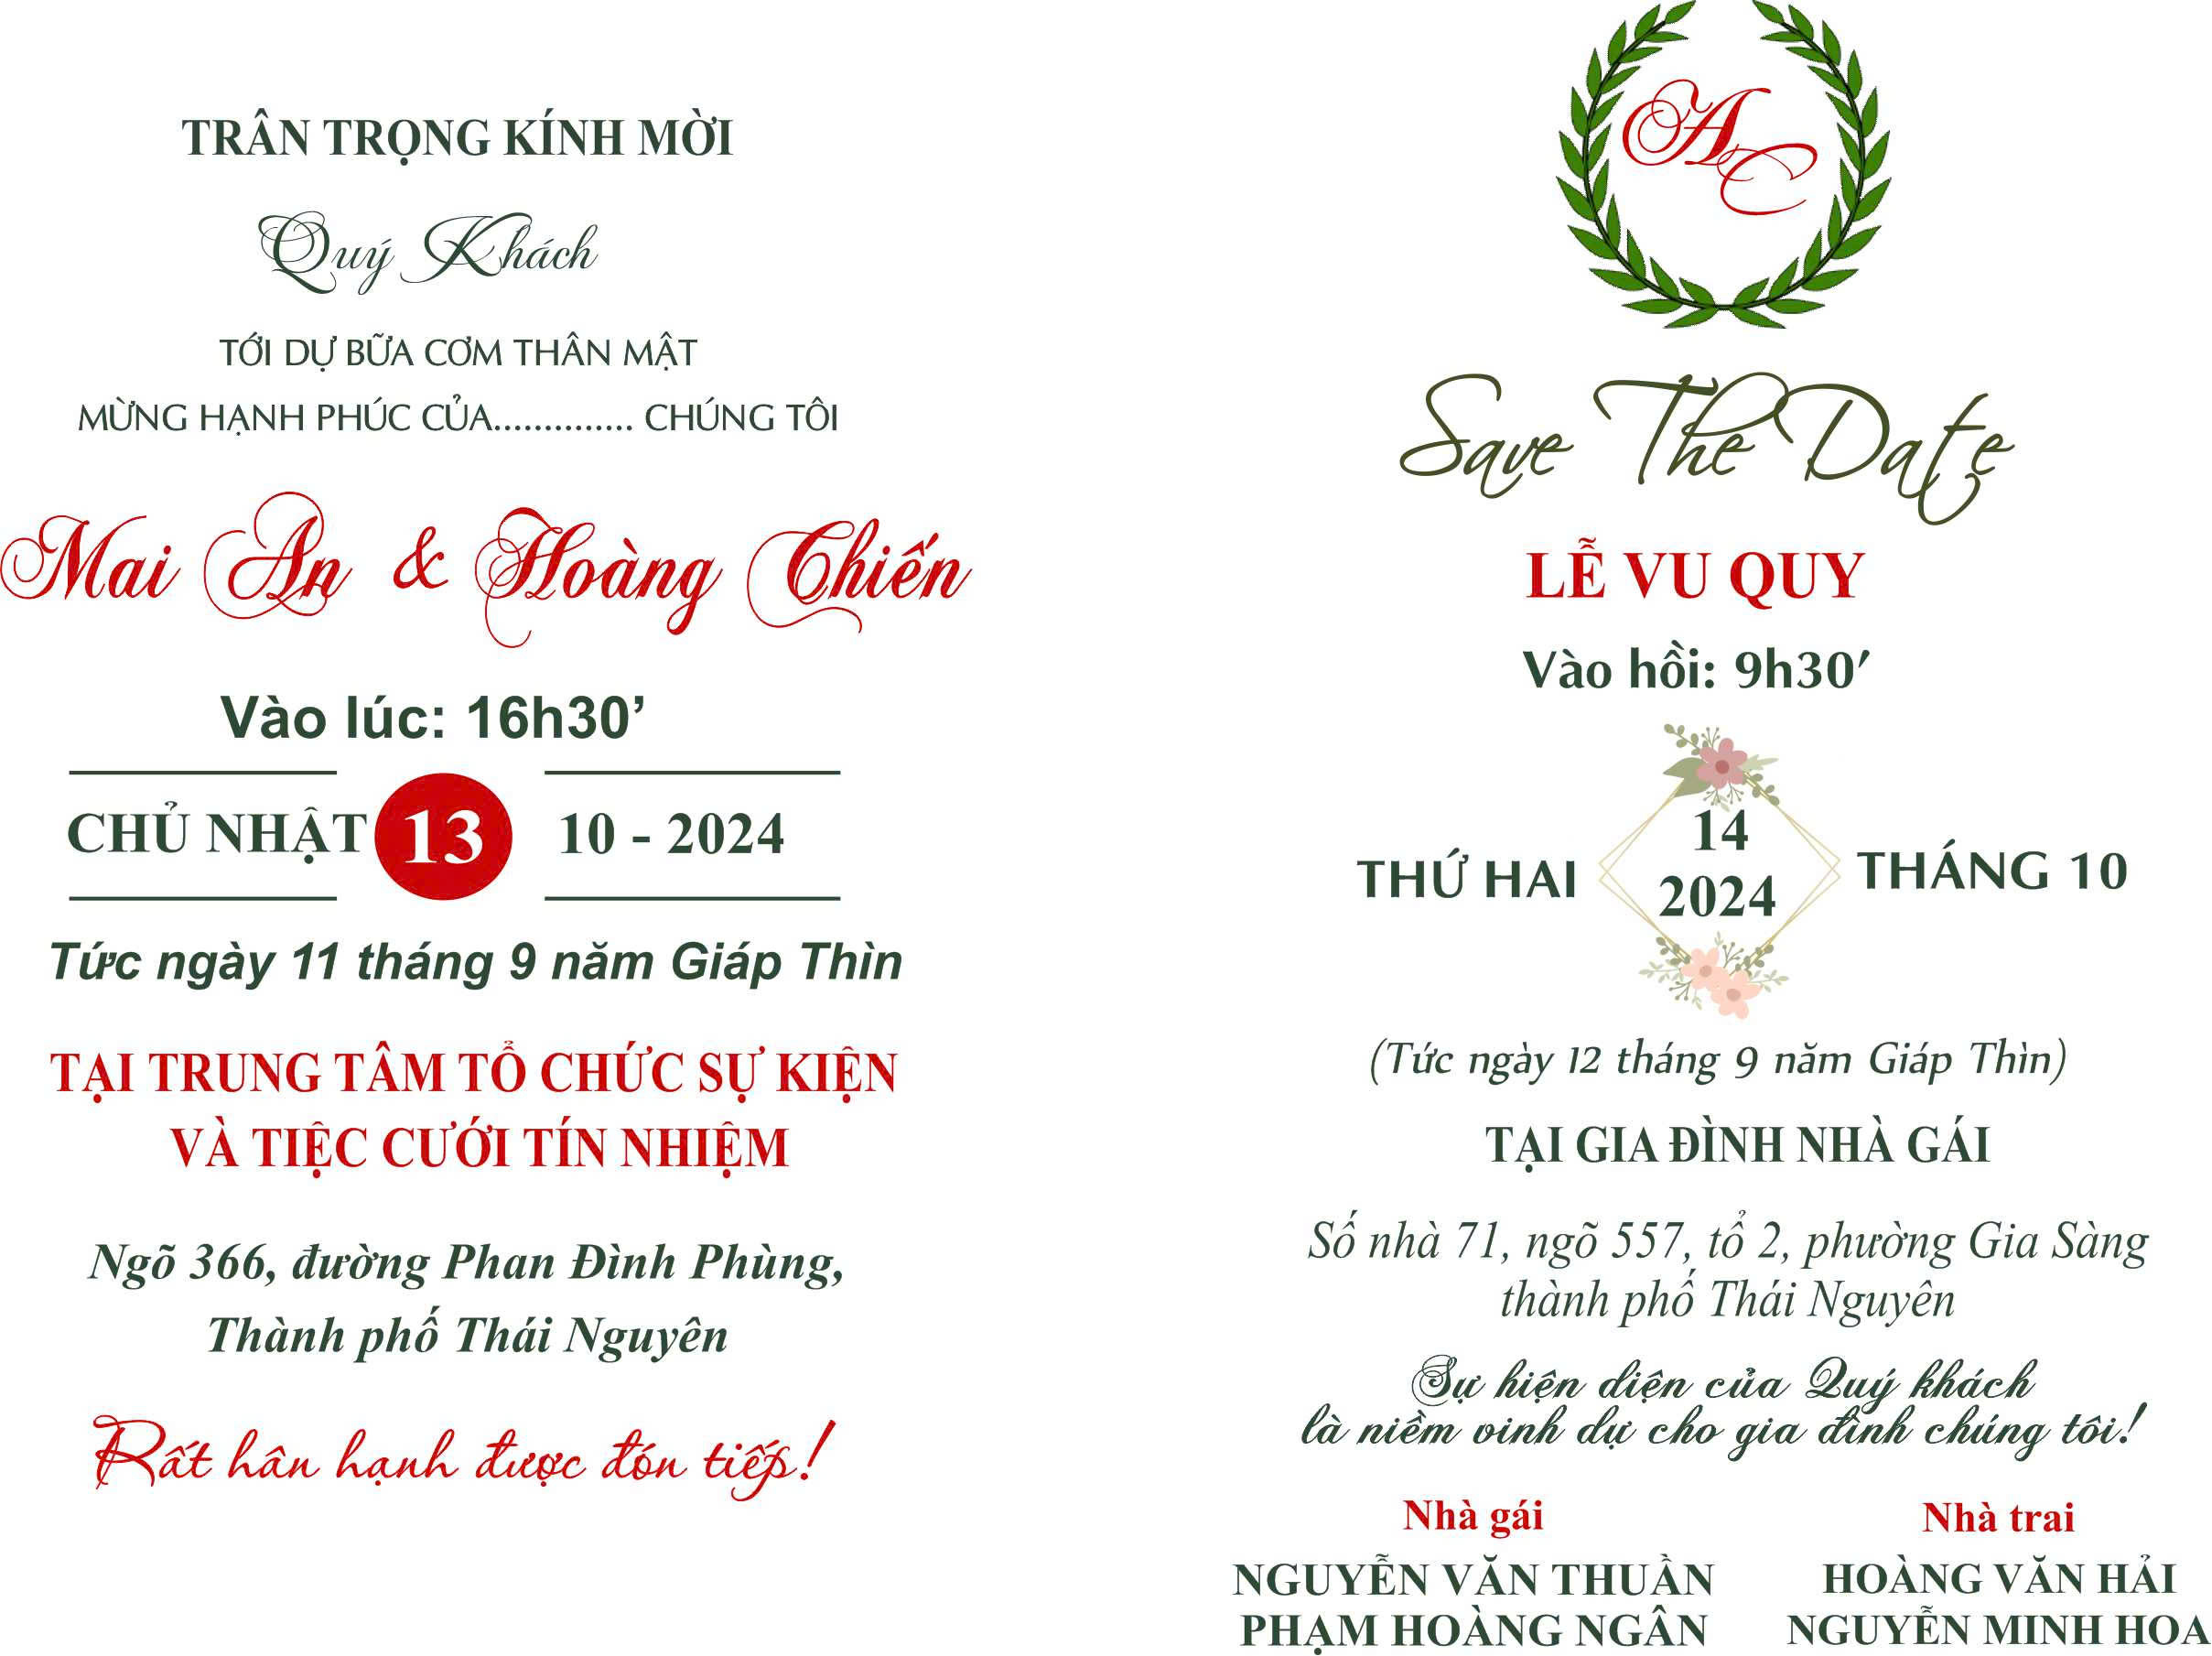 TRÂN TRỌNG KÍNH MỜI
Quý Khách
TỚI DỰ BỮA CƠM THÂN MẬT
MỪNG HẠNH PHÚC CỦA.............. CHÚNG TÔI
Mai An & Hoàng Chiến
Vào lúc: 16h30’
CHỦ NHẬT 13 10 - 2024
Tức ngày 11 tháng 9 năm Giáp Thìn
TẠI TRUNG TÂM TỔ CHỨC SỰ KIỆN
VÀ TIỆC CƯỚI TÍN NHIỆM
Ngõ 366, đường Phan Đình Phùng,
Thành phố Thái Nguyên
Rất hân hạnh được đón tiếp!
AC
Save The Date
LỄ VU QUY
Vào hồi: 9h30’
THỨ HAI 14 2024 THÁNG 10
(Tức ngày 12 tháng 9 năm Giáp Thìn)
TẠI GIA ĐÌNH NHÀ GÁI
Số nhà 71, ngõ 557, tổ 2, phường Gia Sàng
thành phố Thái Nguyên
Sự hiện diện của Quý khách
là niềm vinh dự cho gia đình chúng tôi!
Nhà gái
NGUYỄN VĂN THUẦN
PHẠM HOÀNG NGÂN
Nhà trai
HOÀNG VĂN HẢI
NGUYỄN MINH HOA